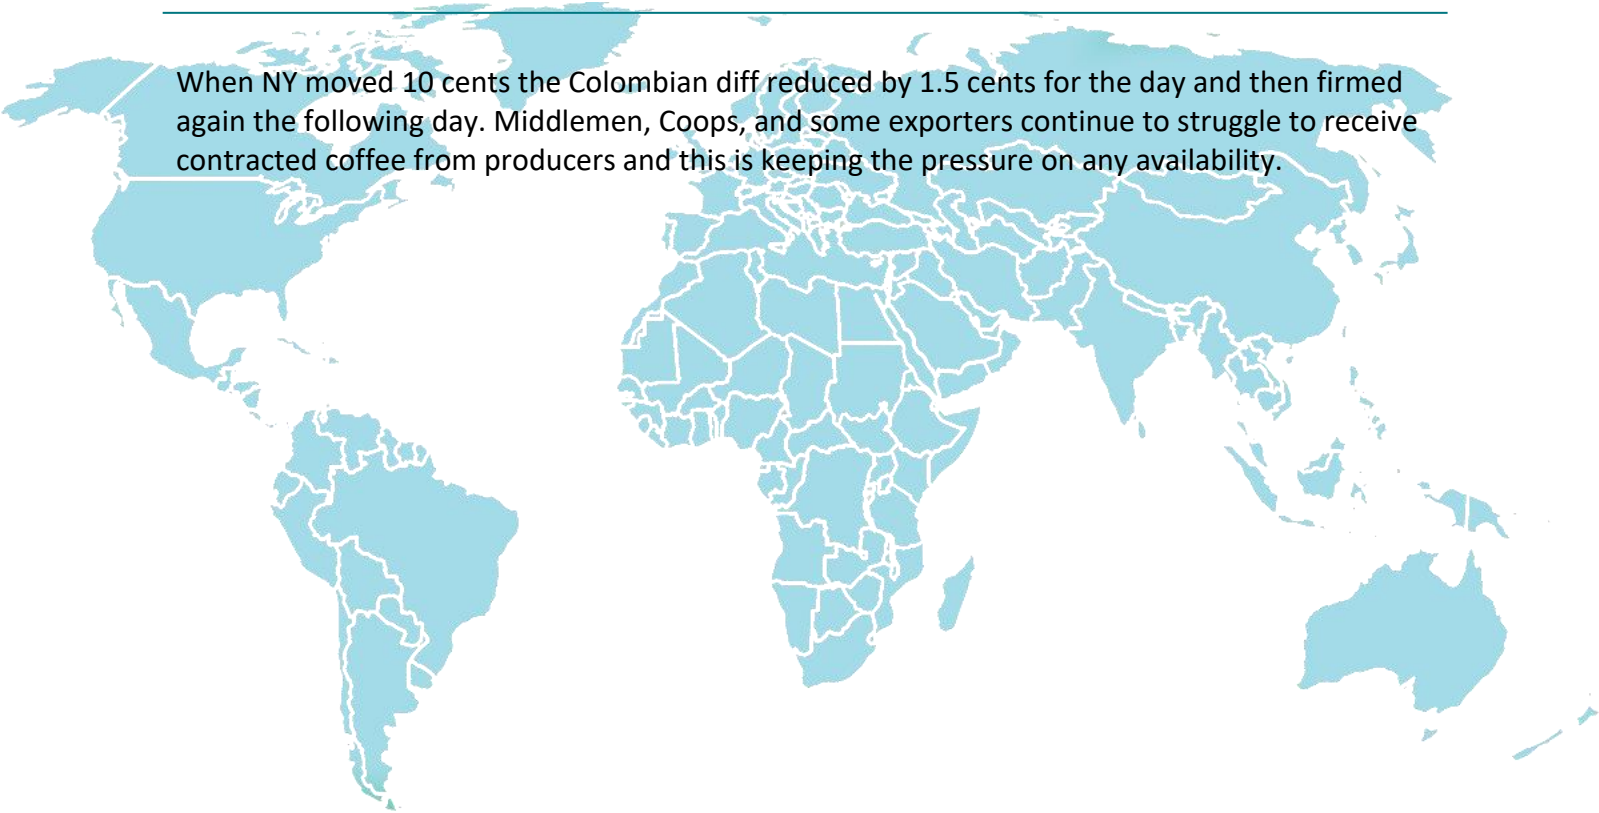 When NY moved 10 cents the Colombian diff reduced by 1.5 cents for the day and then firmed
again the following day. Middlemen, Coops, and some exporters continue to struggle to receive
contracted coffee from producers and this is keeping the pressure on any availability.